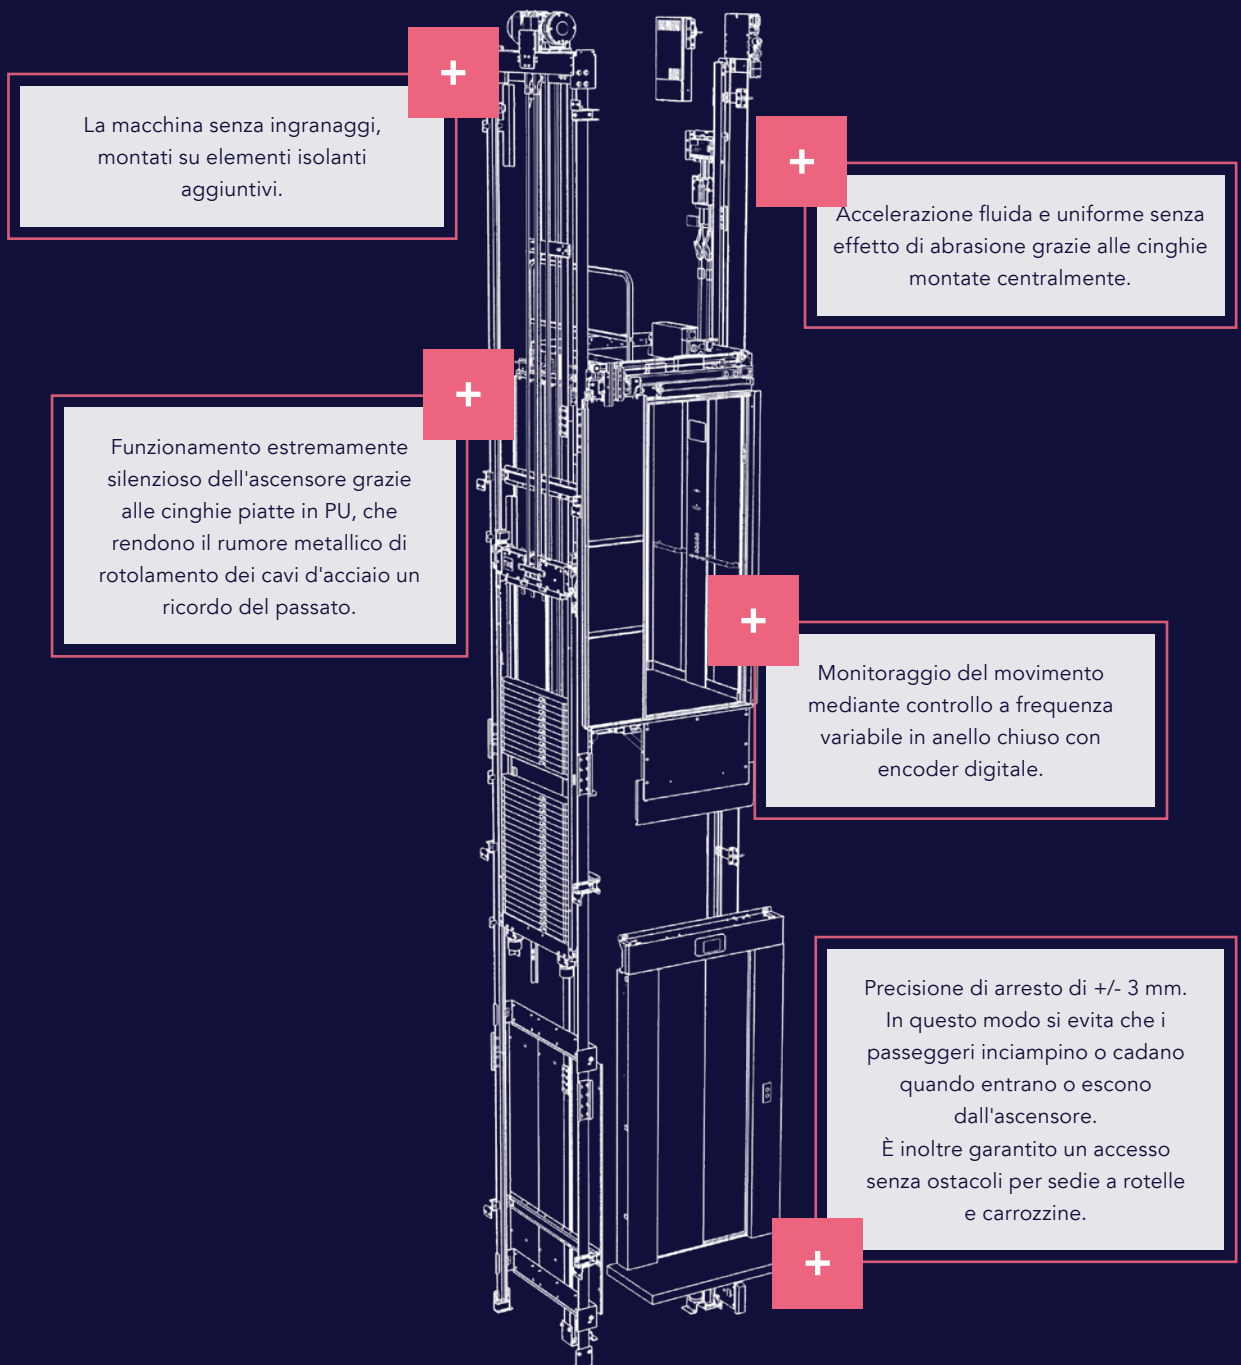 +
La macchina senza ingranaggi,
montati su elementi isolanti
aggiuntivi.
+
Accelerazione fluida e uniforme senza
effetto di abrasione grazie alle cinghie
montate centralmente.
+
Funzionamento estremamente
silenzioso dell'ascensore grazie
alle cinghie piatte in PU, che
rendono il rumore metallico di
rotolamento dei cavi d'acciaio un
ricordo del passato.
+
Monitoraggio del movimento
mediante controllo a frequenza
variabile in anello chiuso con
encoder digitale.
Precisione di arresto di +/- 3 mm.
In questo modo si evita che i
passeggeri inciampino o cadano
quando entrano o escono
dall'ascensore.
È inoltre garantito un accesso
senza ostacoli per sedie a rotelle
e carrozzine.
+